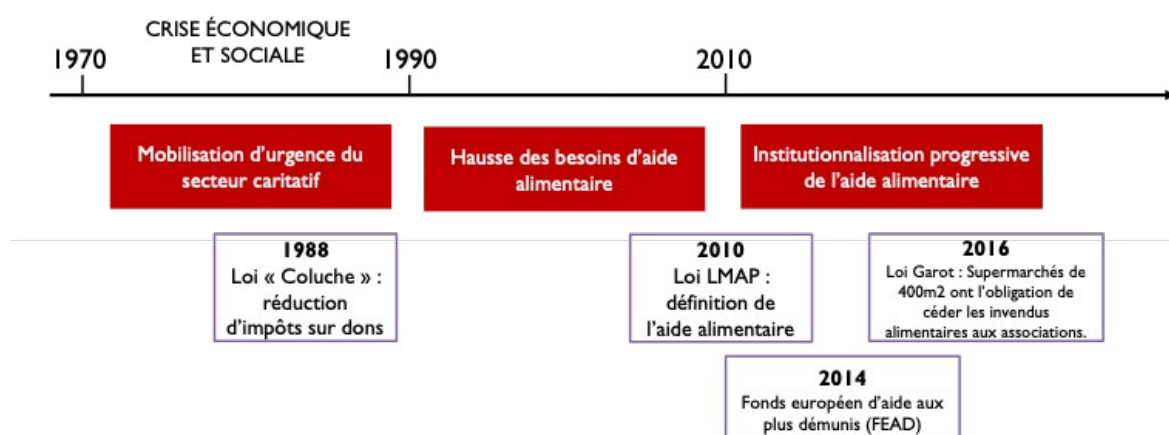 CRISE ÉCONOMIQUE
ET SOCIALE
1970
1990
2010
Mobilisation d'urgence du
secteur caritatif
Hausse des besoins d'aide
alimentaire
Institutionnalisation progressive
de l'aide alimentaire
1988
Loi « Coluche » :
réduction
d'impôts sur dons
2010
Loi LMAP :
définition de
l'aide alimentaire
2016
Loi Garot : Supermarchés de
400m2 ont l'obligation de
céder les invendus
alimentaires aux associations.
2014
Fonds européen d'aide aux
plus démunis (FEAD)